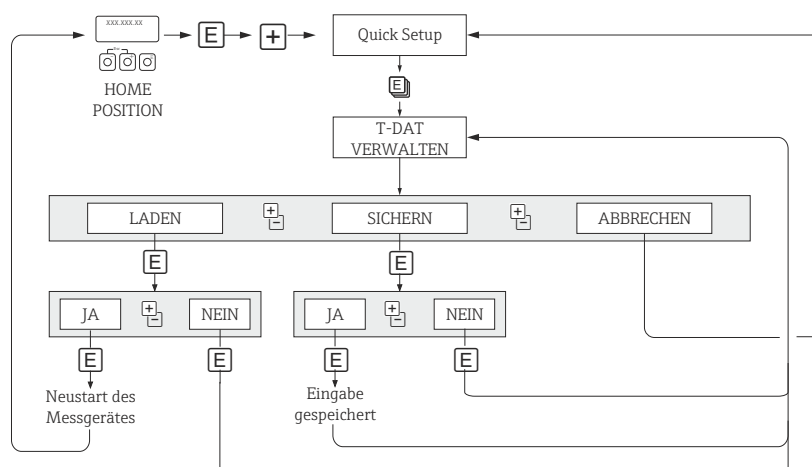 XXX.XXX.XX
Esc
E
+
Quick Setup
HOME
POSITION
E
T-DAT
VERWALTEN
LADEN
+
-
SICHERN
+
-
ABBRECHEN
E
E
JA
+
-
NEIN
JA
+
-
NEIN
E
E
E
E
Neustart des
Messgerätes
Eingabe
gespeichert